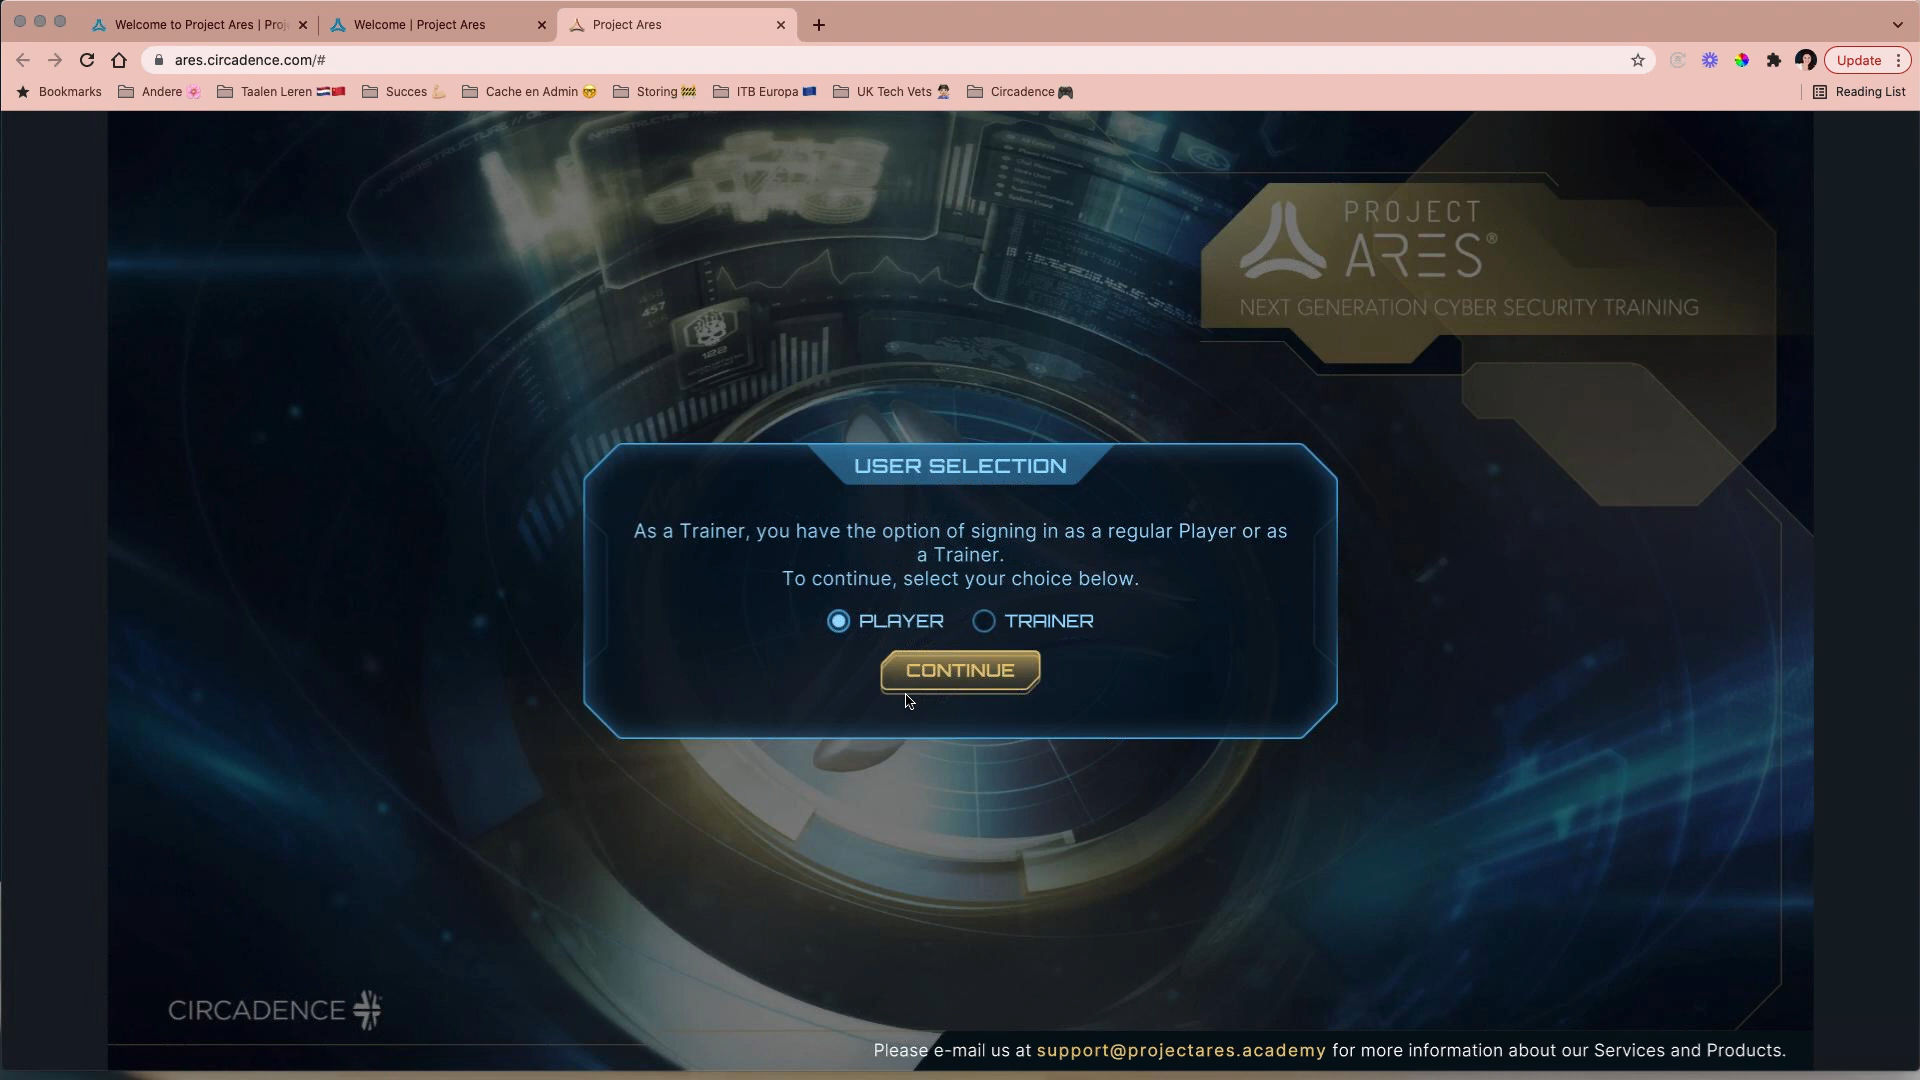 Welcome to Project Ares | Proj
Welcome | Project Ares
Project Ares
ares.circadence.com/#
Update
Bookmarks
Andere
Taalen Leren
Succes
Cache en Admin
Storing
ITB Europa
UK Tech Vets
Circadence
Reading List
457
122
PROJECT
ARES®
NEXT GENERATION CYBER SECURITY TRAINING
USER SELECTION
As a Trainer, you have the option of signing in as a regular Player or as
a Trainer.
To continue, select your choice below.
PLAYER
TRAINER
CONTINUE
CIRCADENCE
Please e-mail us at support@projectares.academy for more information about our Services and Products.